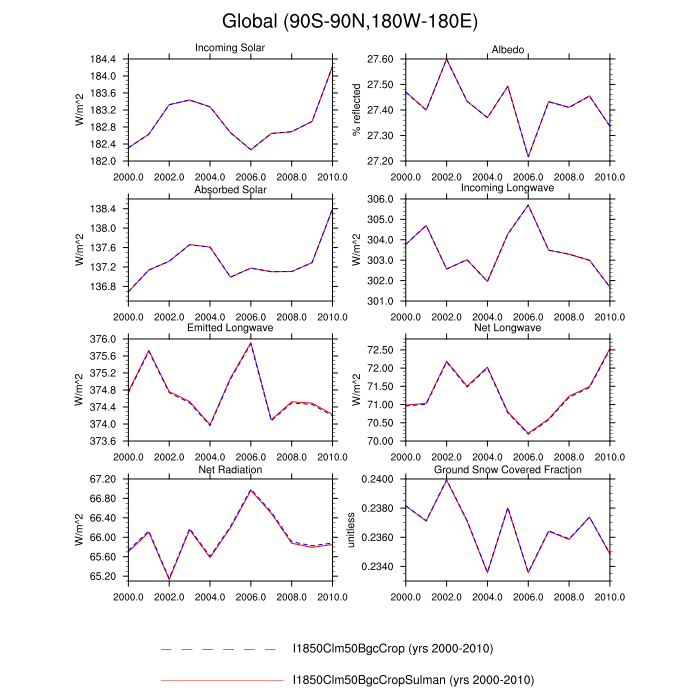 Global (90S-90N,180W-180E)
Incoming Solar
Albedo
184.4
184.0
183.6
183.2
182.8
182.4
182.0
W/m^2
2000.0 2002.0 2004.0 2006.0 2008.0 2010.0
27.60
27.50
27.40
27.30
27.20
% reflected
2000.0 2002.0 2004.0 2006.0 2008.0 2010.0
Absorbed Solar
Incoming Longwave
138.4
138.0
137.6
137.2
136.8
W/m^2
2000.0 2002.0 2004.0 2006.0 2008.0 2010.0
306.0
305.0
304.0
303.0
302.0
301.0
W/m^2
2000.0 2002.0 2004.0 2006.0 2008.0 2010.0
Emitted Longwave
Net Longwave
376.0
375.6
375.2
374.8
374.4
374.0
373.6
W/m^2
2000.0 2002.0 2004.0 2006.0 2008.0 2010.0
72.50
72.00
71.50
71.00
70.50
70.00
W/m^2
2000.0 2002.0 2004.0 2006.0 2008.0 2010.0
Net Radiation
Ground Snow Covered Fraction
67.20
66.80
66.40
66.00
65.60
65.20
W/m^2
2000.0 2002.0 2004.0 2006.0 2008.0 2010.0
0.2400
0.2380
0.2360
0.2340
unitless
2000.0 2002.0 2004.0 2006.0 2008.0 2010.0
I1850Clm50BgcCrop (yrs 2000-2010)
I1850Clm50BgcCropSulman (yrs 2000-2010)